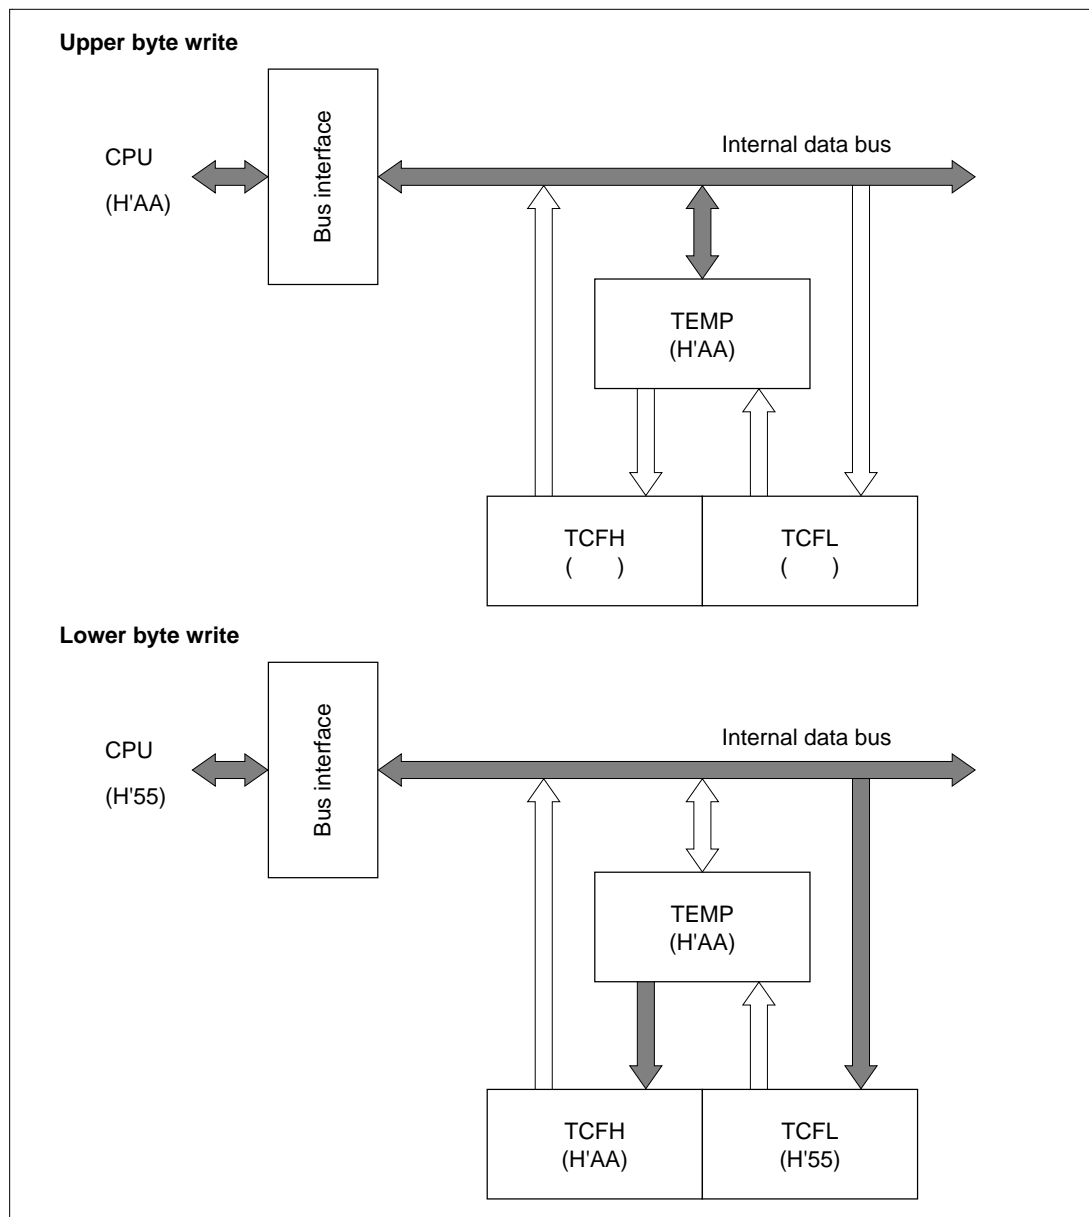 Upper byte write
Bus interface
Internal data bus
CPU
(H'AA)
TEMP
(H'AA)
TCFH
(      )
TCFL
(      )
Lower byte write
Bus interface
Internal data bus
CPU
(H'55)
TEMP
(H'AA)
TCFH
(H'AA)
TCFL
(H'55)